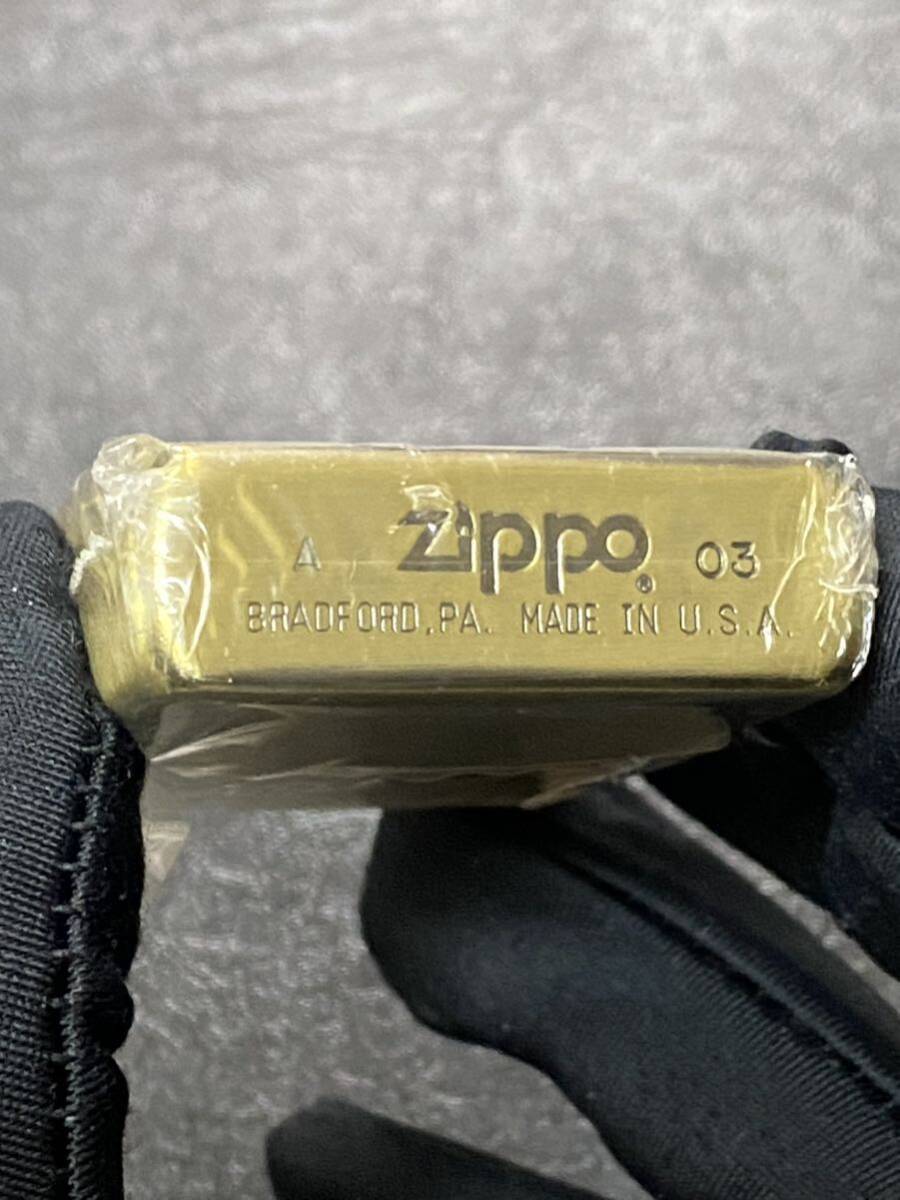 A Zippo® 03
BRADFORD,PA. MADE IN U.S.A.